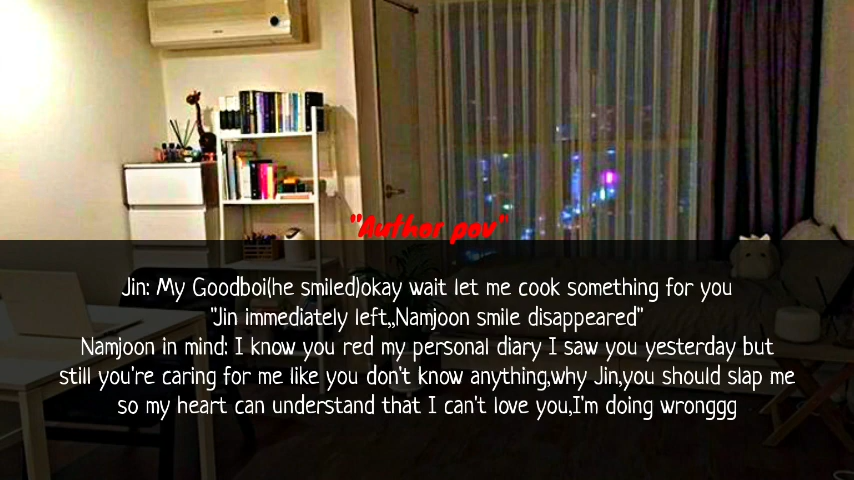 "Author pov"
Jin: My Goodboi(he smiled)okay wait let me cook something for you
"Jin immediately left,,Namjoon smile disappeared"
Namjoon in mind: I know you red my personal diary I saw you yesterday but
still you're caring for me like you don't know anything,why Jin,you should slap me
so my heart can understand that I can't love you,I'm doing wronggg